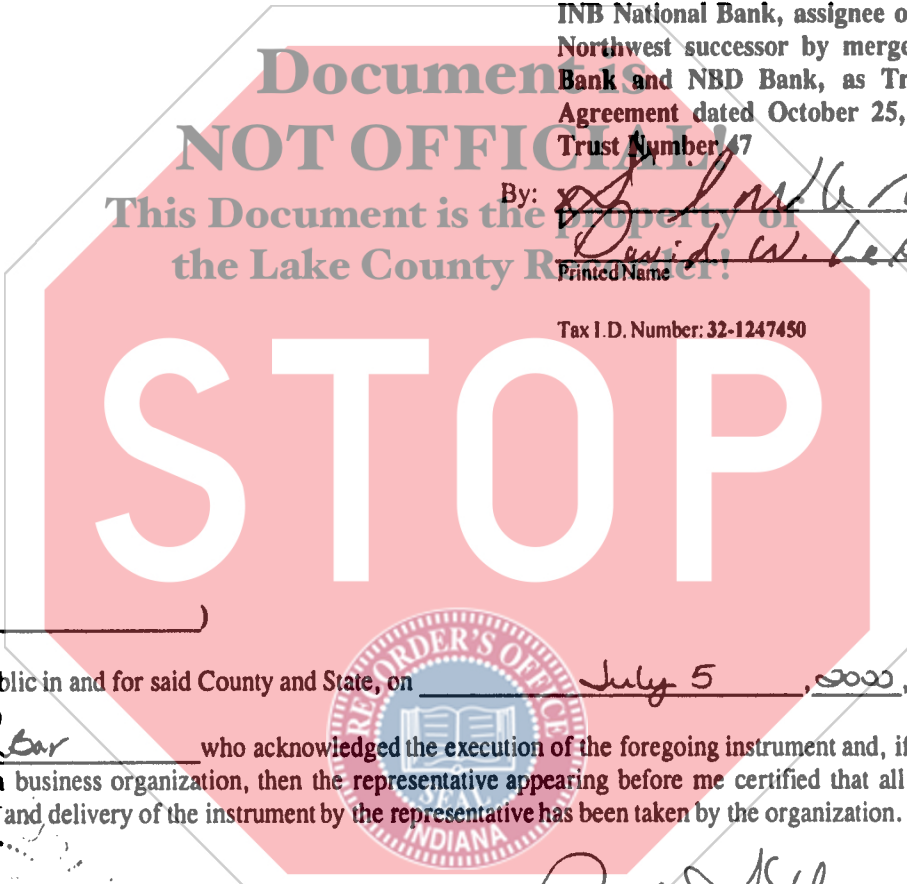 INB National Bank, assignee o
Northwest successor by merge
Bank and NBD Bank, as Tr
Agreement dated October 25,
Trust Number 47
Document is
NOT OFFICIAL!
This Document is the property of
the Lake County Recorder!
By:
David W. Les
Printed Name
Tax I.D. Number: 32-1247450
STOP
)
blic in and for said County and State, on July 5, 2000,
Bar who acknowledged the execution of the foregoing instrument and, if
a business organization, then the representative appearing before me certified that all
and delivery of the instrument by the representative has been taken by the organization.
RECORDER'S OFFICE
SEAL
INDIANA